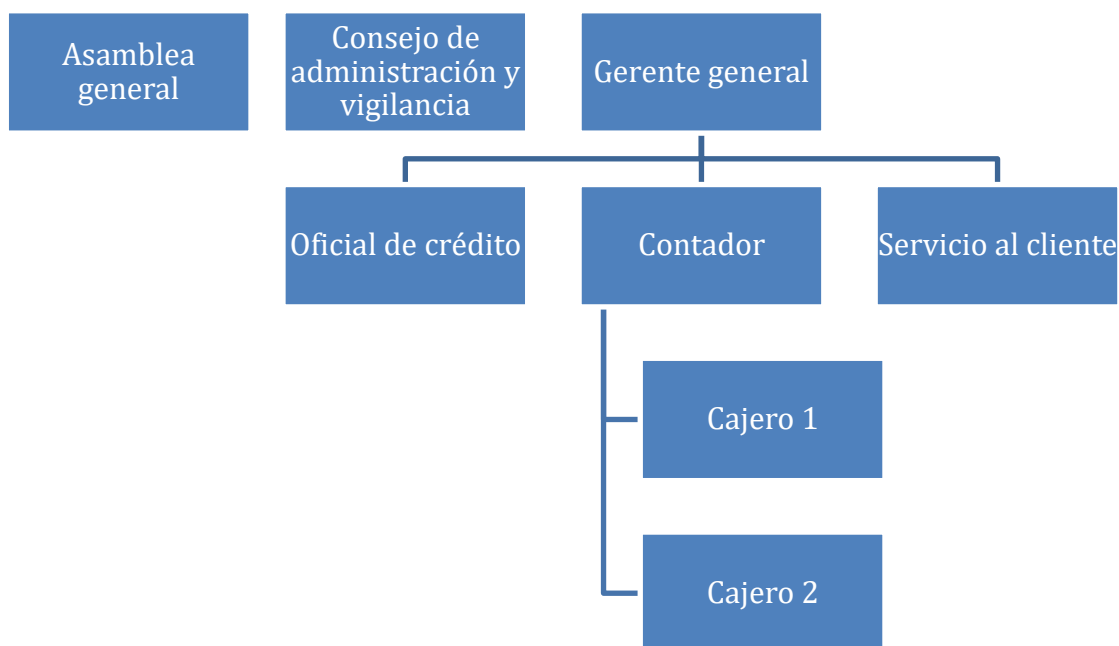 Asamblea
general
Consejo de
administración y
vigilancia
Gerente general
Oficial de crédito
Contador
Servicio al cliente
Cajero 1
Cajero 2